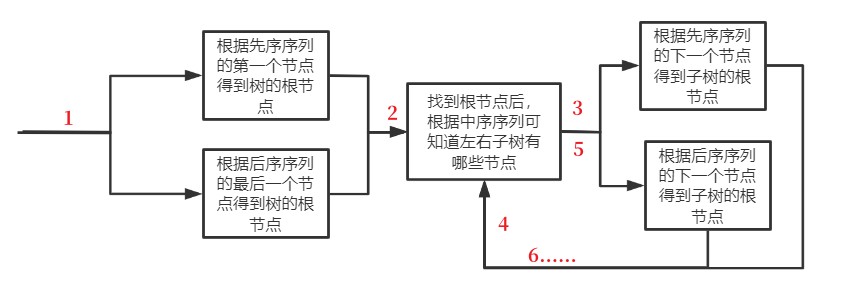 1
根据先序序列
的第一个节点
得到树的根节
点
根据后序序列
的最后一个节
点得到树的根
节点
2
找到根节点后，
根据中序序列可
知道左右子树有
哪些节点
3
5
根据先序序列
的下一个节点
得到子树的根
节点
根据后序序列
的下一个节点
得到子树的根
节点
4
6......